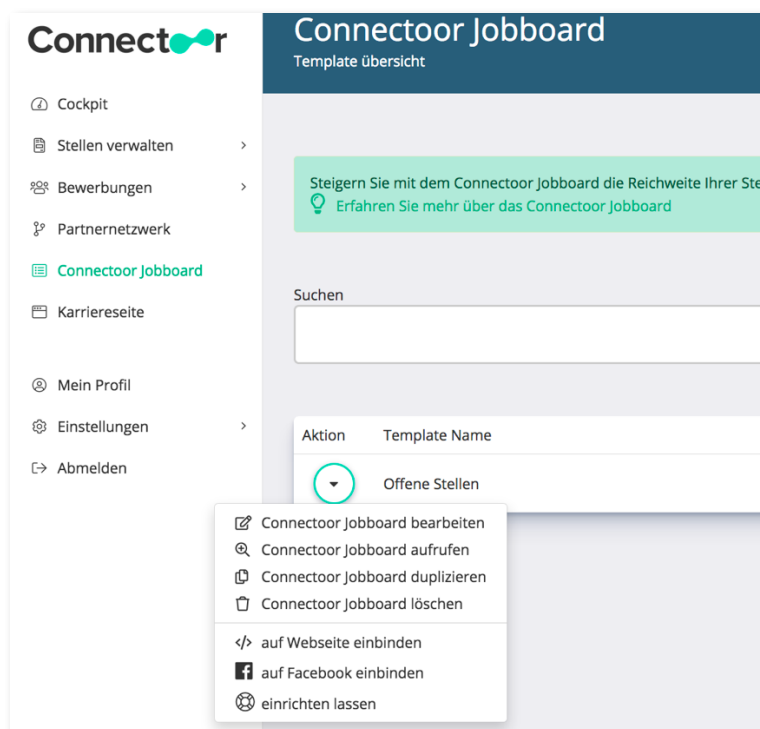 Connectoor
Cockpit
Stellen verwalten
Bewerbungen
Partnernetzwerk
Connectoor Jobboard
Karriereseite
Mein Profil
Einstellungen
Abmelden
Connectoor Jobboard
Template übersicht
Steigern Sie mit dem Connectoor Jobboard die Reichweite Ihrer Ste
Erfahren Sie mehr über das Connectoor Jobboard
Suchen
Aktion Template Name
Offene Stellen
Connectoor Jobboard bearbeiten
Connectoor Jobboard aufrufen
Connectoor Jobboard duplizieren
Connectoor Jobboard löschen
auf Webseite einbinden
auf Facebook einbinden
einrichten lassen